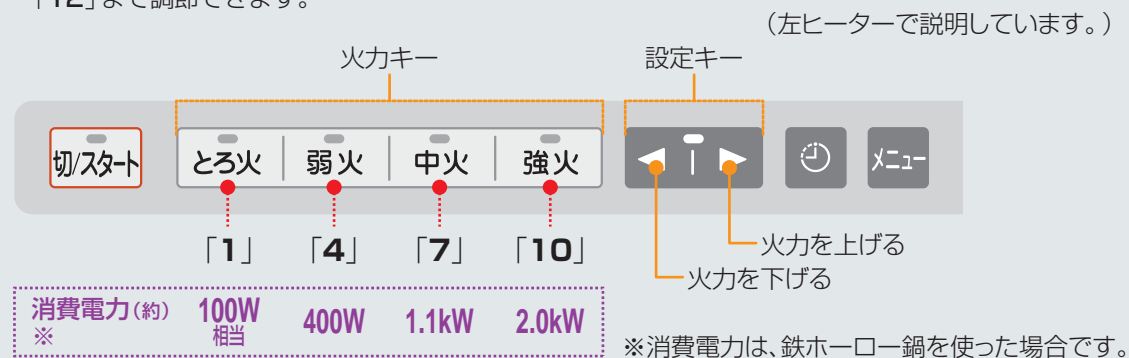 「12」まで調節できます。
(左ヒーターで説明しています。)
火力キー
設定キー
切/スタート
とろ火
弱火
中火
強火
メニュー
「1」
「4」
「7」
「10」
火力を上げる
火力を下げる
消費電力(約)
※
100W
相当
400W
1.1kW
2.0kW
※消費電力は、鉄ホーロー鍋を使った場合です。